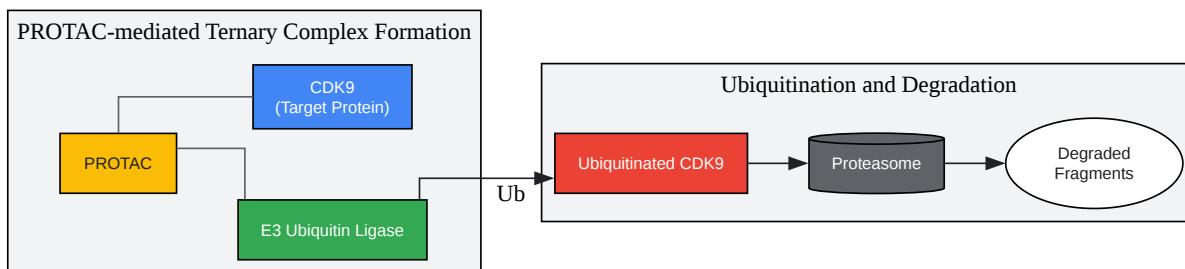 PROTAC-mediated Ternary Complex Formation
CDK9
(Target Protein)
PROTAC
E3 Ubiquitin Ligase
Ub
Ubiquitination and Degradation
Ubiquitinated CDK9
Proteasome
Degraded
Fragments